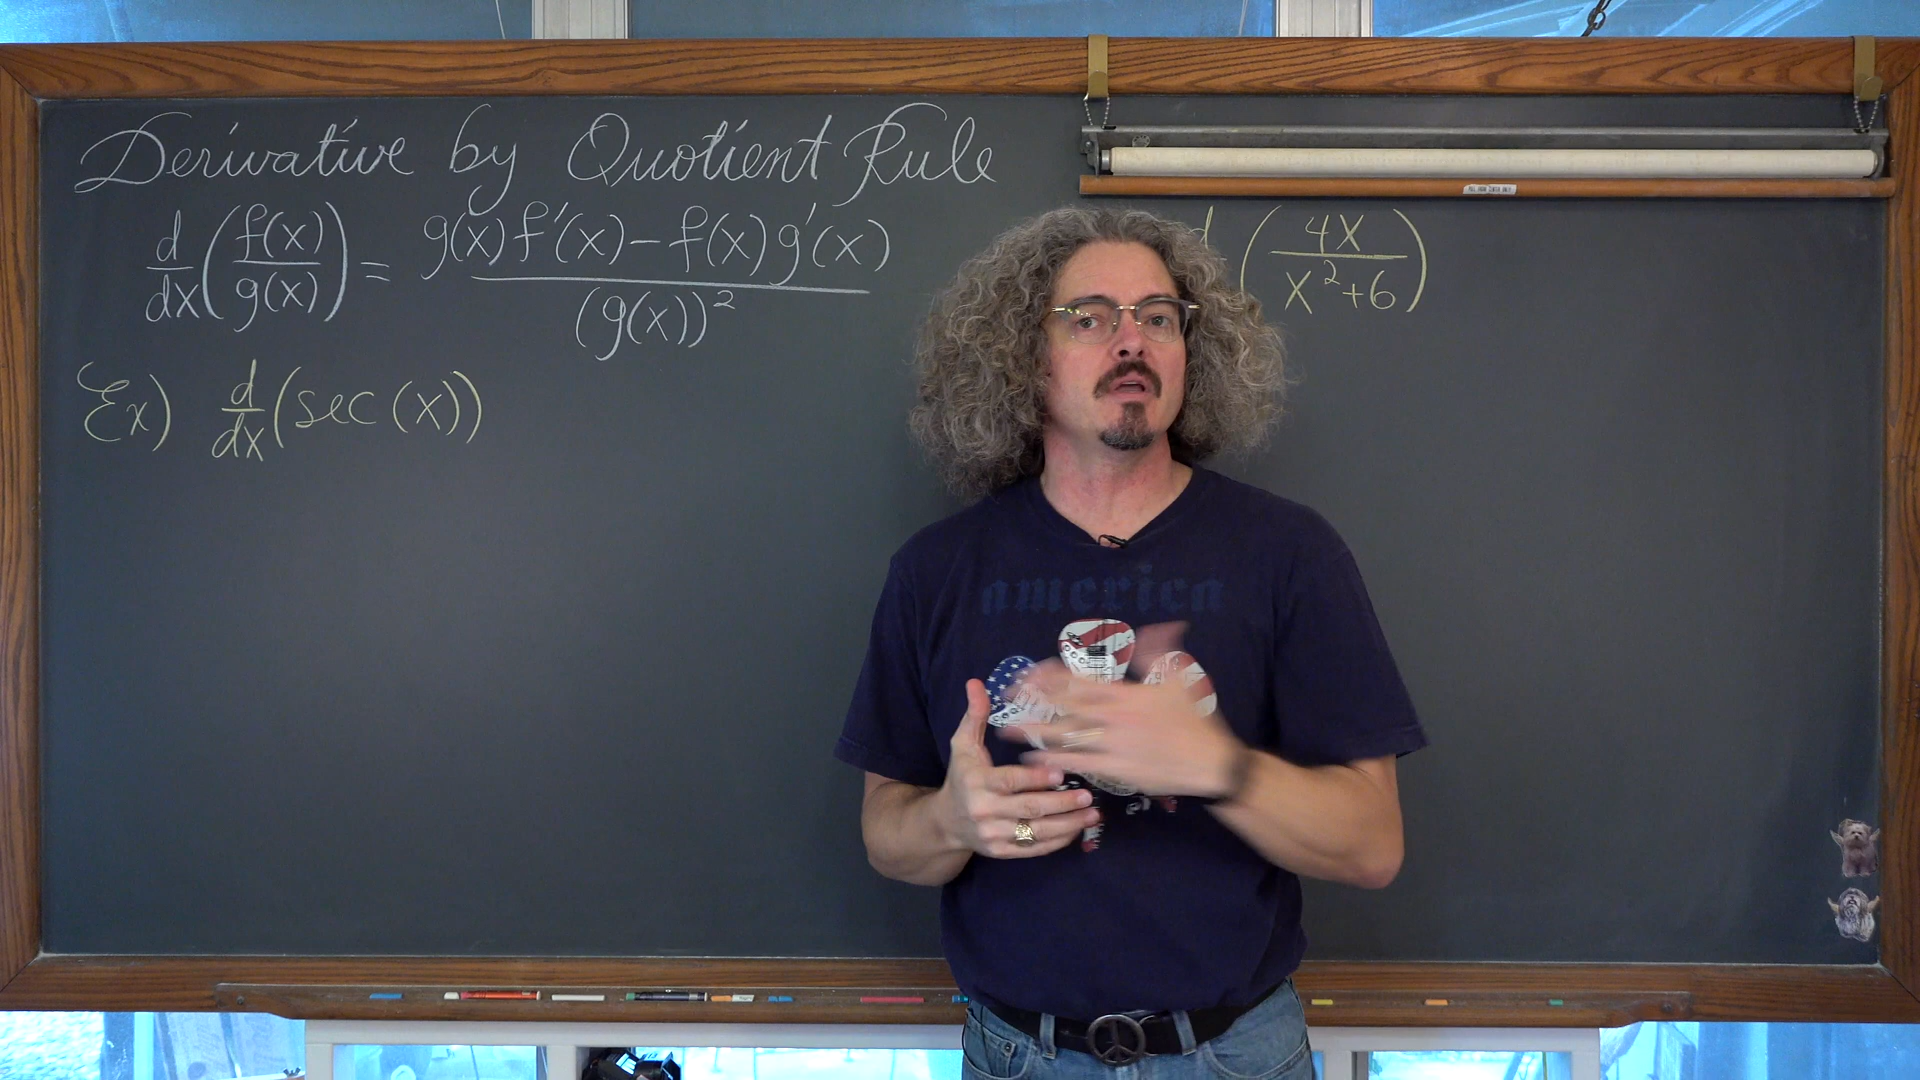 Derivative by Quotient Rule
d/dx (f(x)/g(x)) = g(x)f'(x) - f(x)g'(x) / (g(x))²
d (4x / x²+6)
Ex) d/dx (sec(x))
america